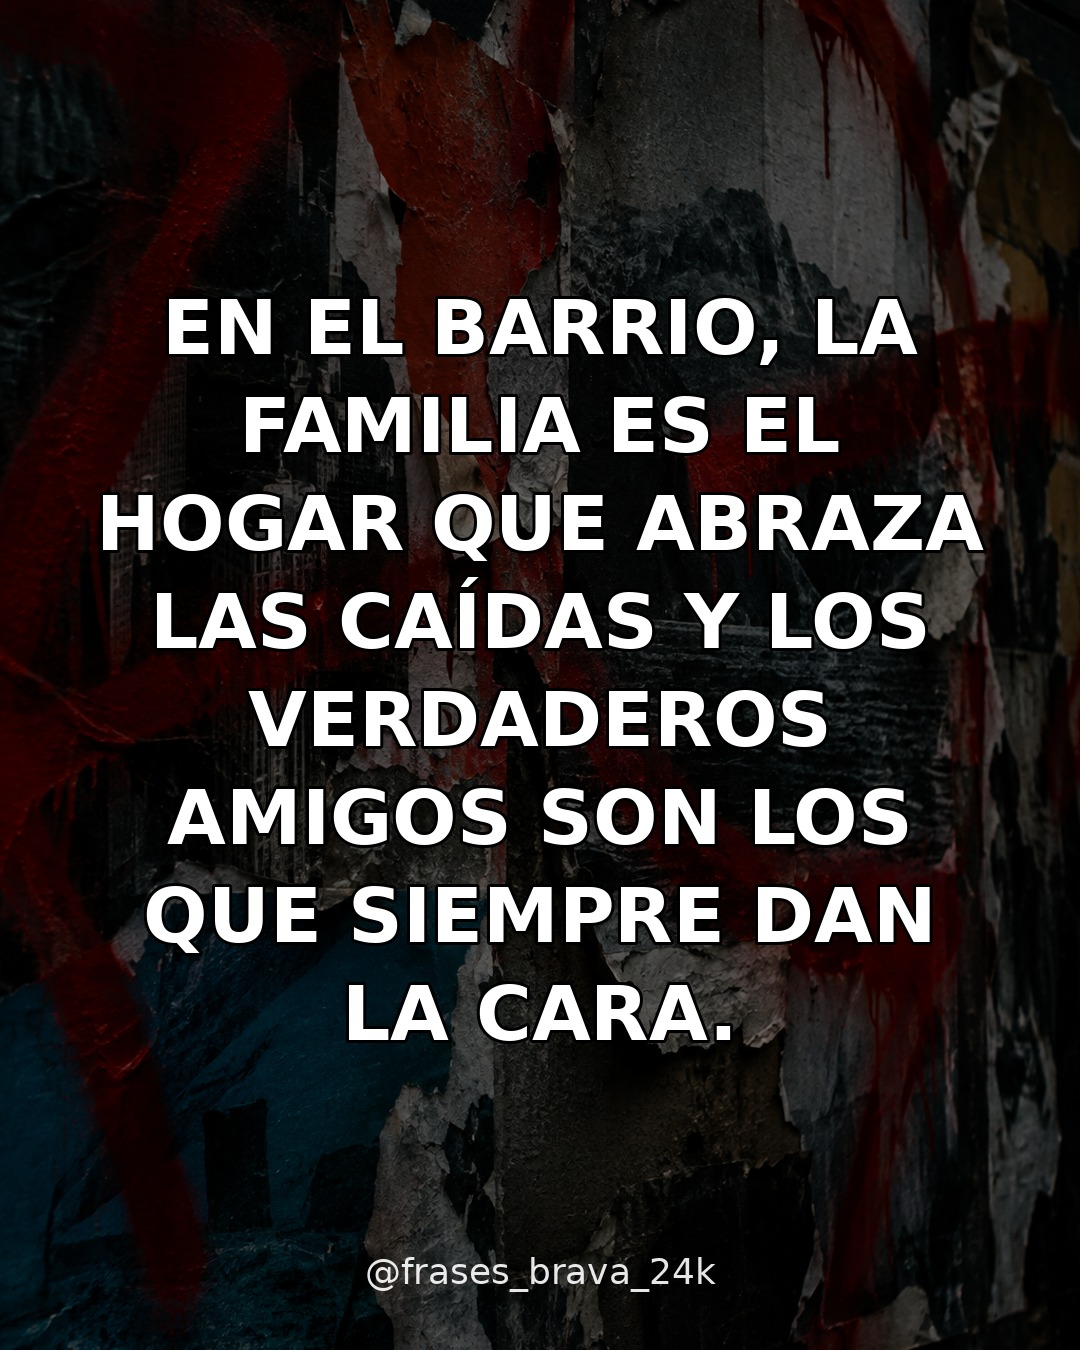 EN EL BARRIO, LA
FAMILIA ES EL
HOGAR QUE ABRAZA
LAS CAÍDAS Y LOS
VERDADEROS
AMIGOS SON LOS
QUE SIEMPRE DAN
LA CARA.
@frases_brava_24k